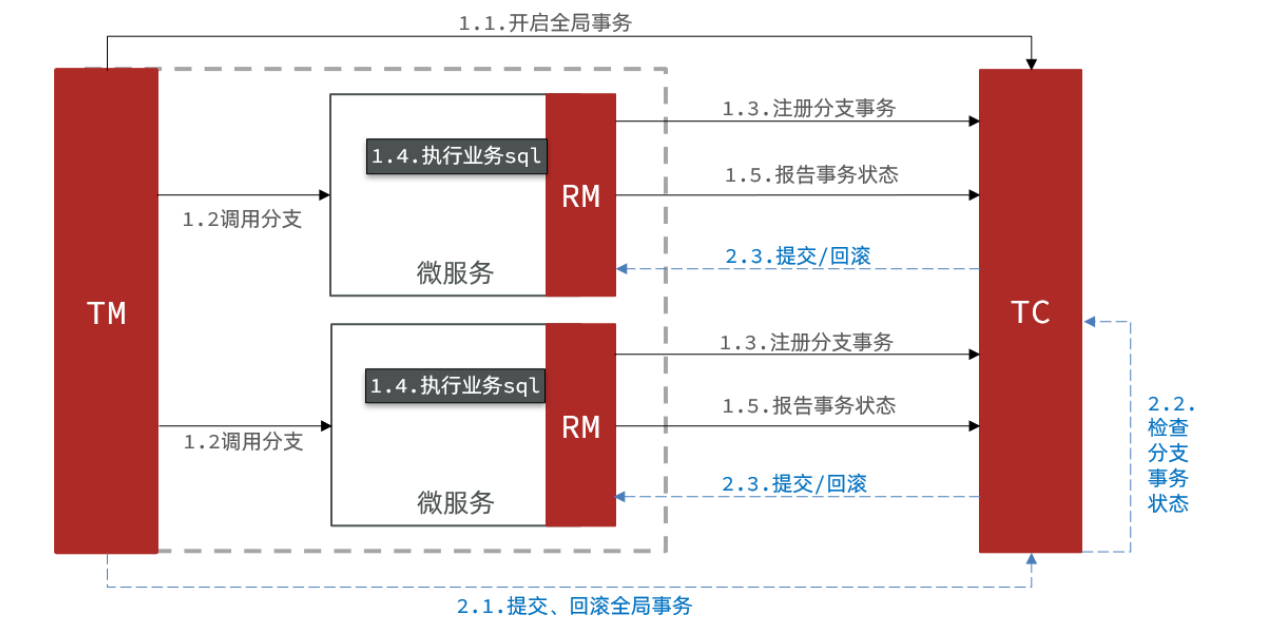 1.1.开启全局事务
1.3.注册分支事务
1.4.执行业务sql
1.5.报告事务状态
RM
1.2调用分支
2.3.提交/回滚
微服务
TM
TC
1.3.注册分支事务
1.4.执行业务sql
1.5.报告事务状态
2.2.
检查
分支
事务
状态
RM
1.2调用分支
2.3.提交/回滚
微服务
2.1.提交、回滚全局事务